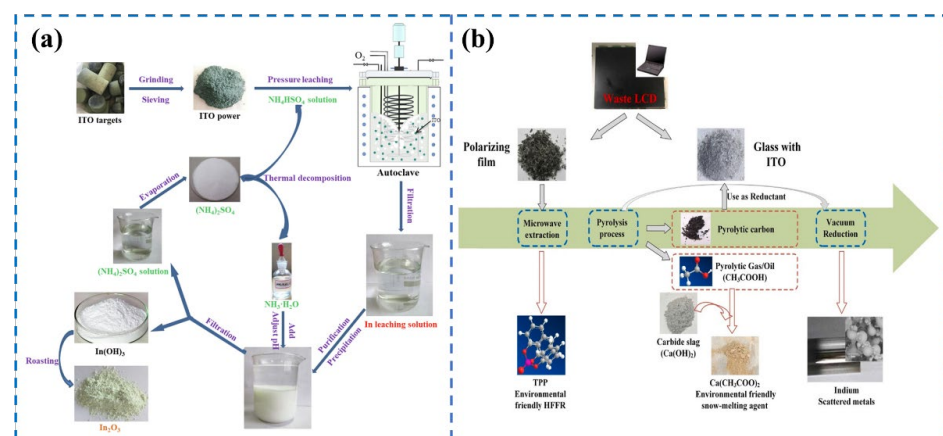 (a)
Grinding
Sieving
ITO targets
ITO power
Pressure leaching
NH4HSO4 solution
O2
ITO
Autoclave
Thermal decomposition
Evaporation
(NH4)2SO4
Filtration
(NH4)2SO4 solution
NH3·H2O
Add
Adjust pH
In leaching solution
Purification
Precipitation
Filtration
In(OH)3
Roasting
In2O3
(b)
Waste LCD
Polarizing
film
Glass with
ITO
Use as Reductant
Microwave
extraction
Pyrolysis
process
Pyrolytic carbon
Vacuum
Reduction
Pyrolytic Gas/Oil
(CH3COOH)
Carbide slag
(Ca(OH)2)
TPP
Environmental
friendly HFFR
Ca(CH3COO)2
Environmental friendly
snow-melting agent
Indium
Scattered metals